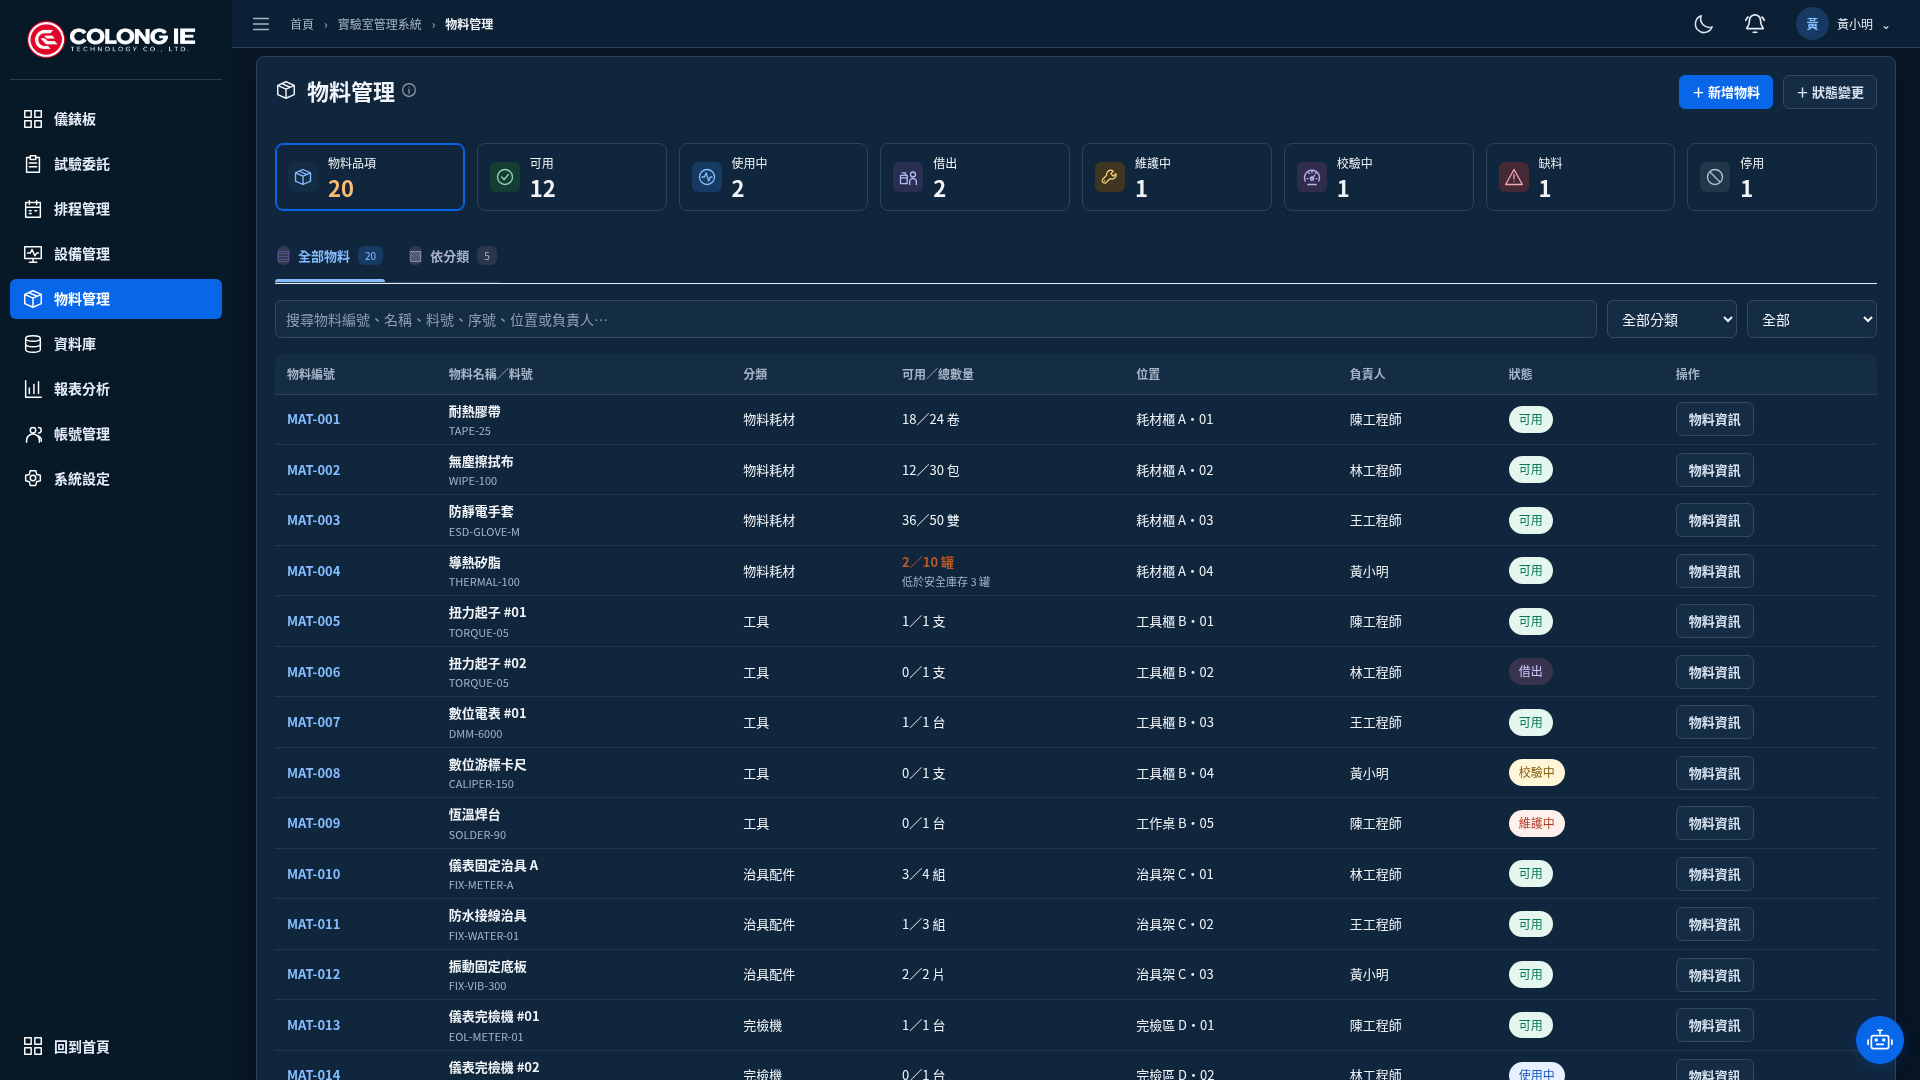 COLONG IE
TECHNOLOGY CO., LTD.
首頁 › 實驗室管理系統 › 物料管理
黃 黃小明
儀錶板
試驗委託
排程管理
設備管理
物料管理
資料庫
報表分析
帳號管理
系統設定
回到首頁
物料管理
+ 新增物料
+ 狀態變更
物料品項
20
可用
12
使用中
2
借出
2
維護中
1
校驗中
1
缺料
1
停用
1
全部物料 20
依分類 5
搜尋物料編號、名稱、料號、序號、位置或負責人…
全部分類
全部
物料編號 物料名稱／料號 分類 可用／總數量 位置 負責人 狀態 操作
MAT-001 耐熱膠帶 物料耗材 18／24 卷 耗材櫃 A・01 陳工程師 可用 物料資訊
TAPE-25
MAT-002 無塵擦拭布 物料耗材 12／30 包 耗材櫃 A・02 林工程師 可用 物料資訊
WIPE-100
MAT-003 防靜電手套 物料耗材 36／50 雙 耗材櫃 A・03 王工程師 可用 物料資訊
ESD-GLOVE-M
MAT-004 導熱矽脂 物料耗材 2／10 罐 耗材櫃 A・04 黃小明 可用 物料資訊
THERMAL-100 低於安全庫存 3 罐
MAT-005 扭力起子 #01 工具 1／1 支 工具櫃 B・01 陳工程師 可用 物料資訊
TORQUE-05
MAT-006 扭力起子 #02 工具 0／1 支 工具櫃 B・02 林工程師 借出 物料資訊
TORQUE-05
MAT-007 數位電表 #01 工具 1／1 台 工具櫃 B・03 王工程師 可用 物料資訊
DMM-6000
MAT-008 數位游標卡尺 工具 0／1 支 工具櫃 B・04 黃小明 校驗中 物料資訊
CALIPER-150
MAT-009 恆溫焊台 工具 0／1 台 工作桌 B・05 陳工程師 維護中 物料資訊
SOLDER-90
MAT-010 儀表固定治具 A 治具配件 3／4 組 治具架 C・01 林工程師 可用 物料資訊
FIX-METER-A
MAT-011 防水接線治具 治具配件 1／3 組 治具架 C・02 王工程師 可用 物料資訊
FIX-WATER-01
MAT-012 振動固定底板 治具配件 2／2 片 治具架 C・03 黃小明 可用 物料資訊
FIX-VIB-300
MAT-013 儀表完檢機 #01 完檢機 1／1 台 完檢區 D・01 陳工程師 可用 物料資訊
EOL-METER-01
MAT-014 儀表完檢機 #02 完檢機 0／1 台 完檢區 D・02 林工程師 使用中 物料資訊